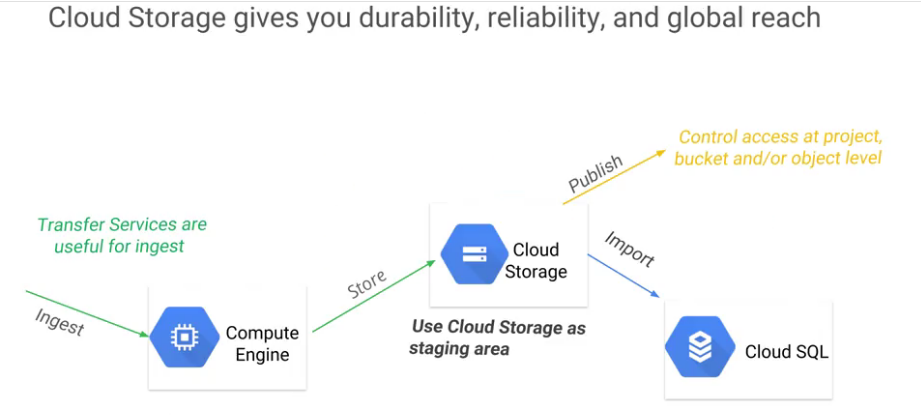 Cloud Storage gives you durability, reliability, and global reach
Control access at project,
bucket and/or object level
Publish
Transfer Services are
useful for ingest
Cloud
Storage
Import
Store
Ingest
Compute
Engine
Use Cloud Storage as
staging area
Cloud SQL